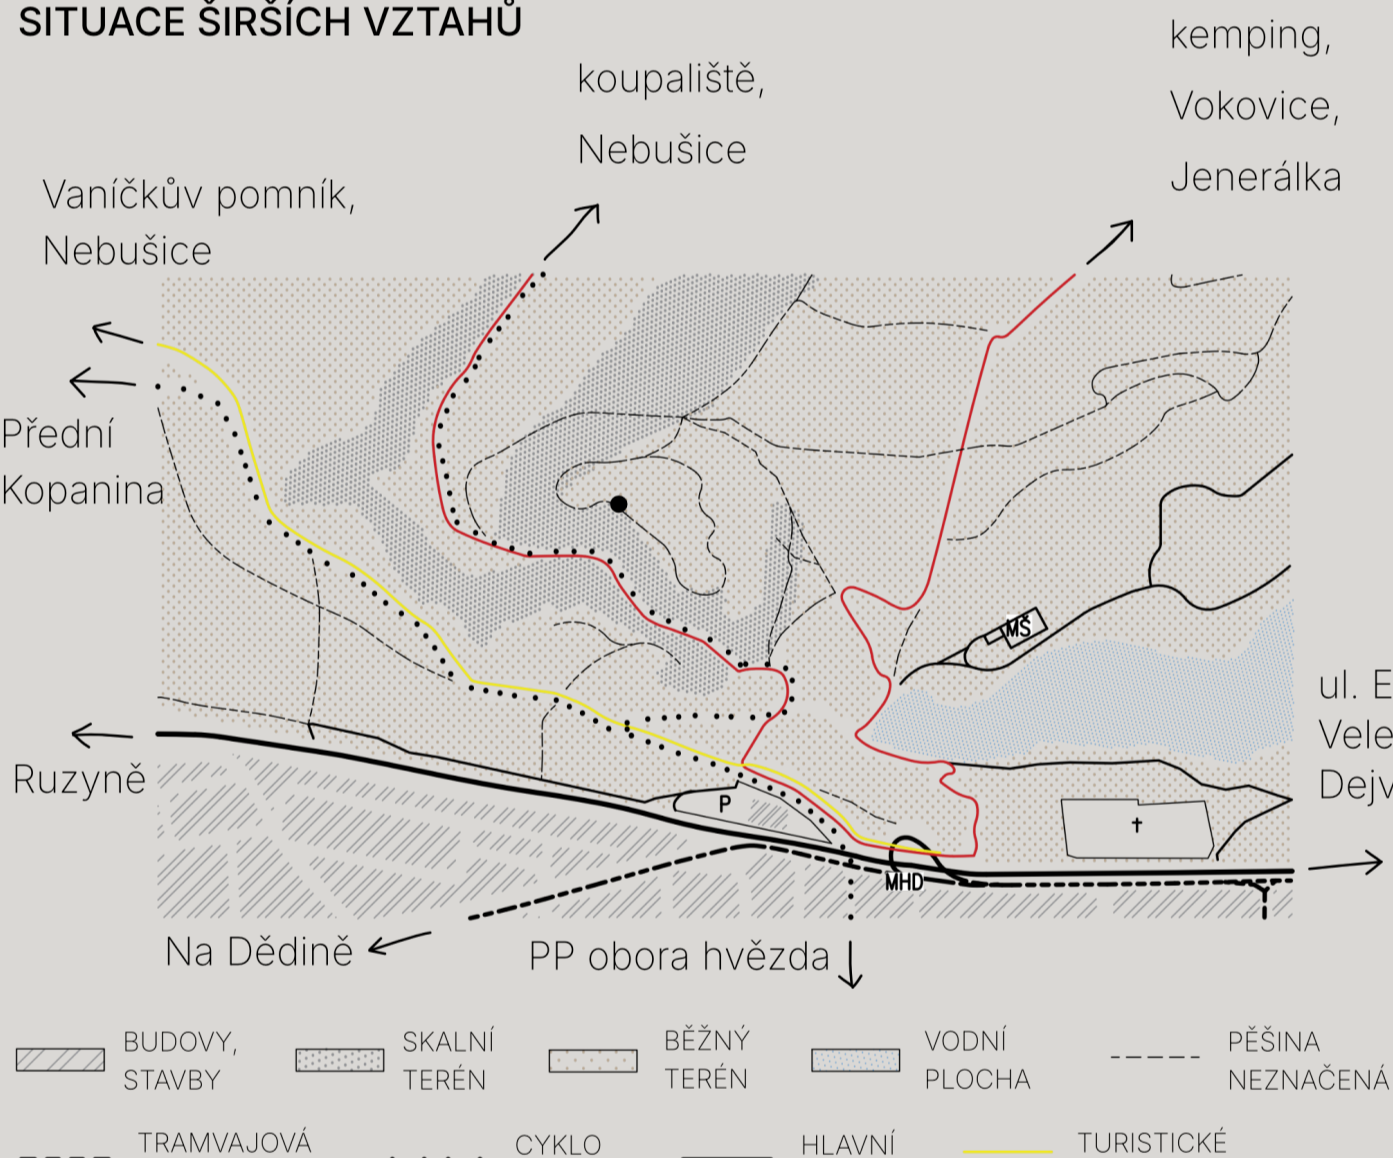 SITUACE ŠIRŠÍCH VZTAHŮ
kemping,
Vokovice,
Jenerálka
koupaliště,
Nebušice
Vaníčkův pomník,
Nebušice
Přední
Kopanina
MŠ
ul. E
Vele
Dejv
Ruzyně
P
MHD
Na Dědině
PP obora hvězda
BUDOVY,
STAVBY
SKALNÍ
TERÉN
BĚŽNÝ
TERÉN
VODNÍ
PLOCHA
PĚŠINA
NEZNAČENÁ
TRAMVAJOVÁ
CYKLO
HLAVNÍ
TURISTICKÉ